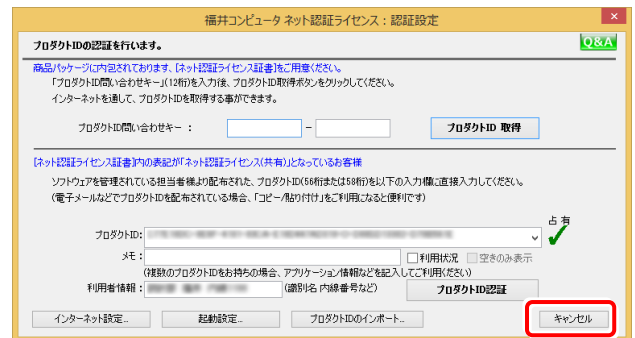 福井コンピュータ ネット認証ライセンス：認証設定
プロダクトIDの認証を行います。
Q&A
商品パッケージに内包されております、「ネット認証ライセンス証書」をご用意ください。
「プロダクトID問い合わせキー」(12桁)を入力後、プロダクトID取得ボタンをクリックしてください。
インターネットを通して、プロダクトIDを取得する事ができます。
プロダクトID問い合わせキー ：
－
プロダクトID 取得
「ネット認証ライセンス証書」内の表記が「ネット認証ライセンス(共有)」となっているお客様
ソフトウェアを管理されている担当者様より配布された、プロダクトID(56桁または58桁)を以下の入力欄に直接入力してください。
(電子メールなどでプロダクトIDを配布されている場合、「コピー/貼り付け」をご利用になると便利です)
占有
プロダクトID:
メモ：
利用状況
空きのみ表示
(複数のプロダクトIDをお持ちの場合、アプリケーション情報などを記入してご利用ください)
利用者情報：
(識別名 内線番号など)
プロダクトID認証
インターネット設定...
起動設定...
プロダクトIDのインポート...
キャンセル